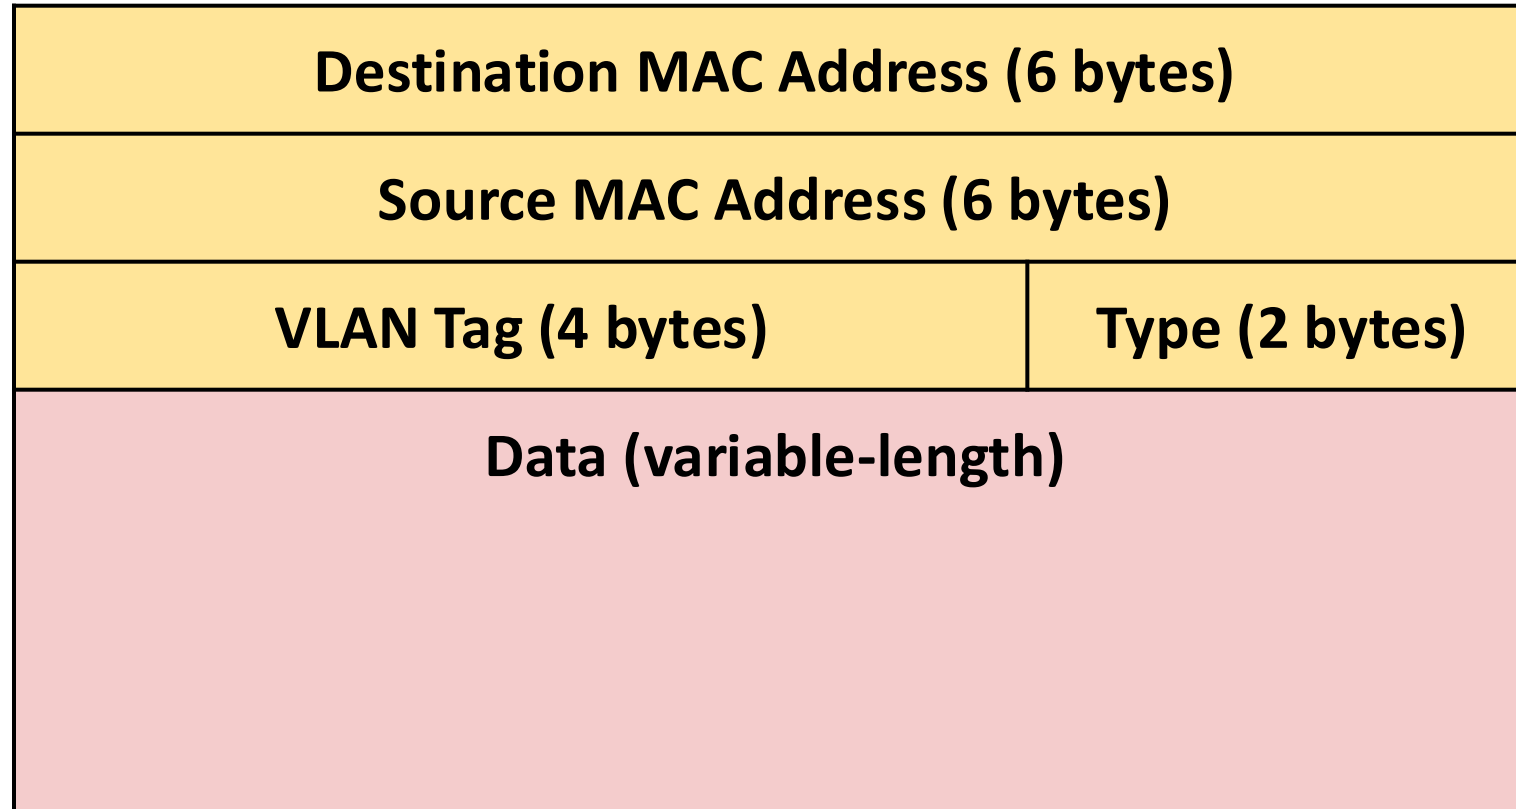 Destination MAC Address (6 bytes)
Source MAC Address (6 bytes)
VLAN Tag (4 bytes) Type (2 bytes)
Data (variable-length)